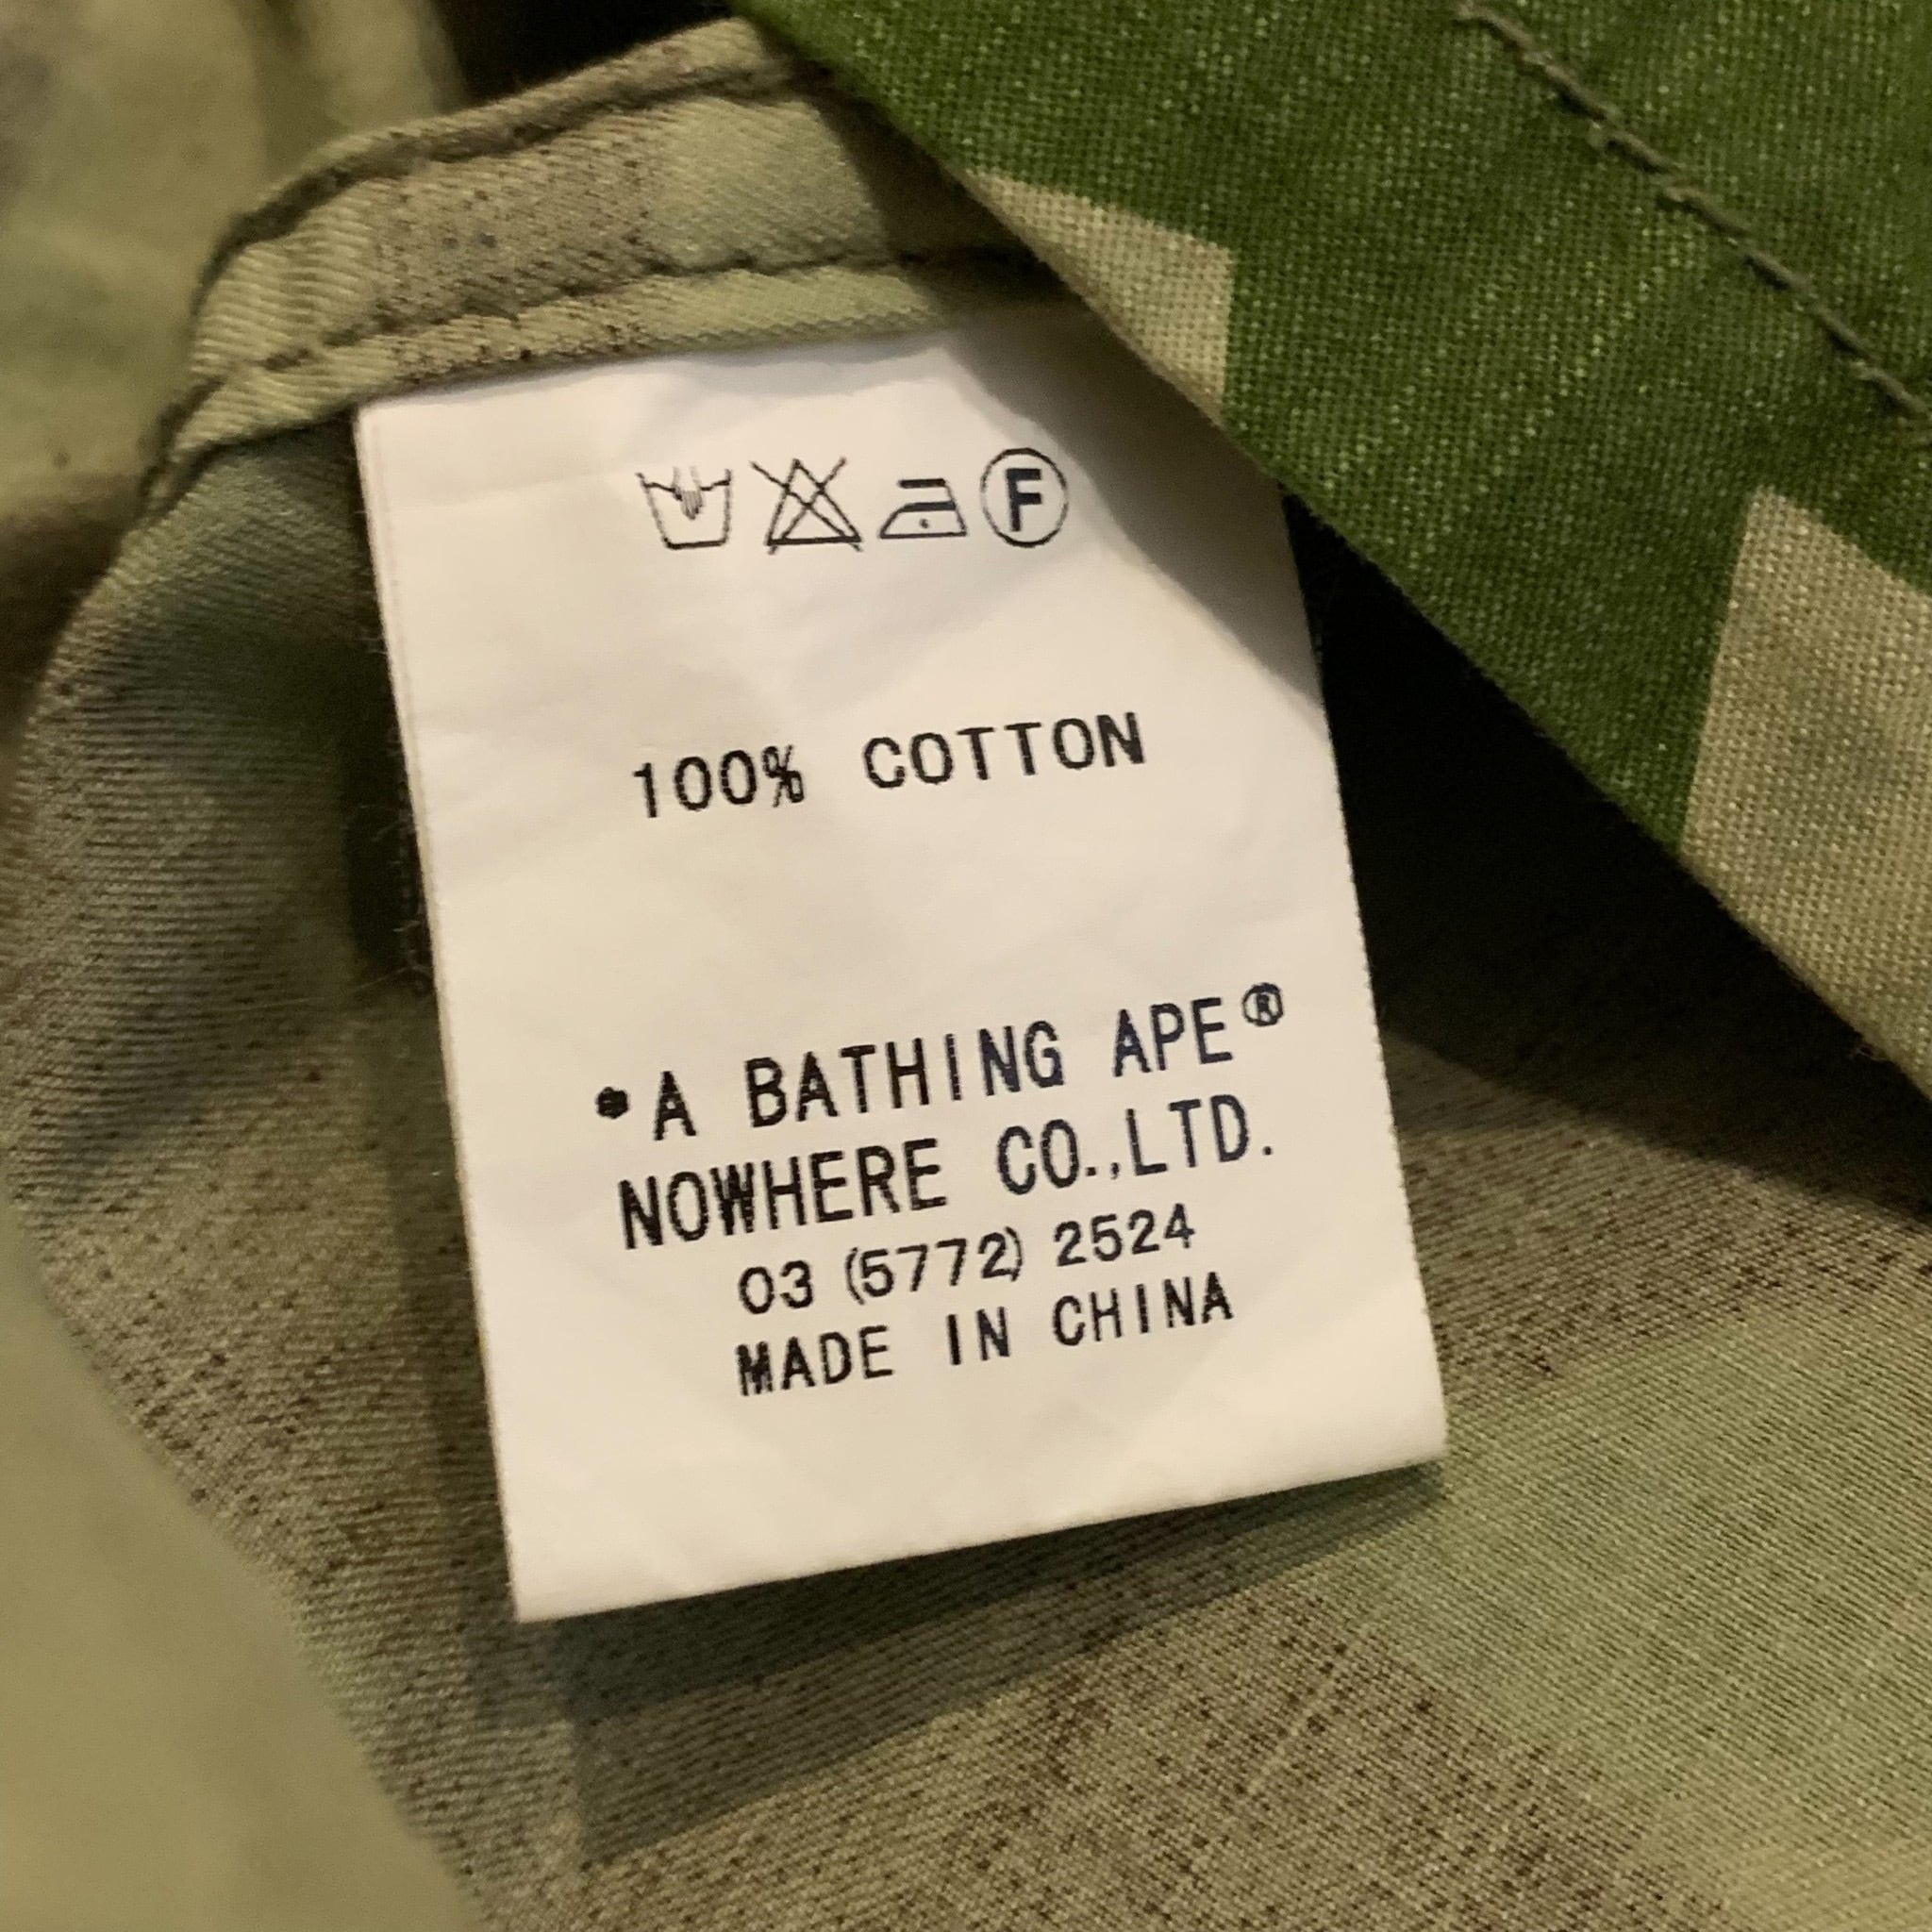 F
100% COTTON
•A BATHING APE®
NOWHERE CO.,LTD.
03 (5772) 2524
MADE IN CHINA